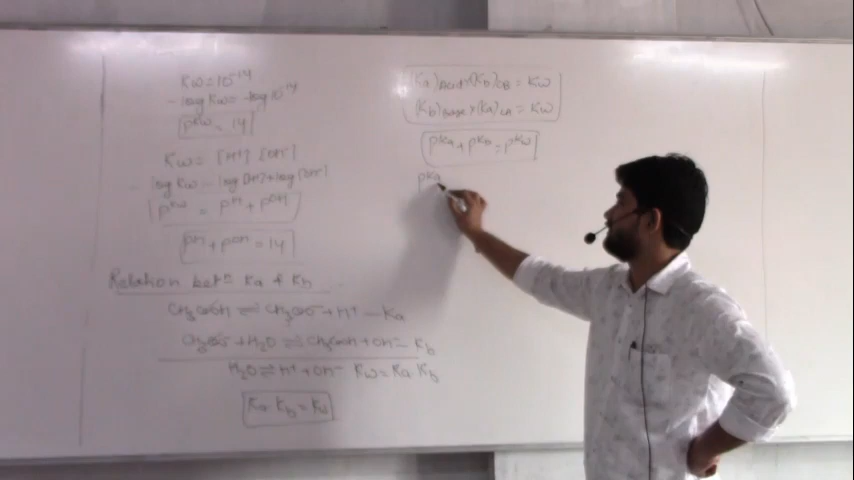 Kw = 10⁻¹⁴
- log Kw = - log 10⁻¹⁴
pKw = 14
Kw = [H⁺] [OH⁻]
- log Kw = - log [H⁺] + log [OH⁻]
pKw = pH + pOH
pH + pOH = 14
Relation betⁿ Ka & Kb
CH₃COOH ⇌ CH₃COO⁻ + H⁺ — Ka
CH₃COO⁻ + H₂O ⇌ CH₃COOH + OH⁻ — Kb
H₂O ⇌ H⁺ + OH⁻ Kw = Ka · Kb
Ka · Kb = Kw
(Ka)Acid × (Kb)CB = Kw
(Kb)Base × (Ka)CA = Kw
pKa + pKb = pKw
pKa